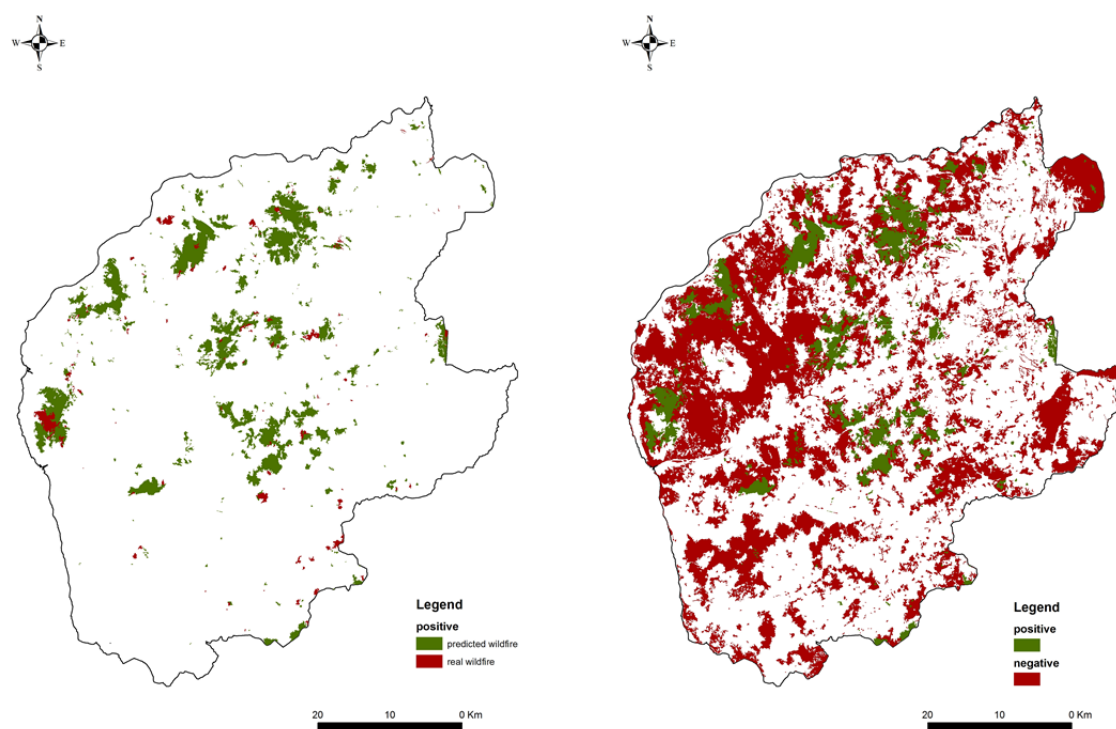 N
W E
S
Legend
positive
predicted wildfire
real wildfire
20 10 0 Km
N
W E
S
Legend
positive
negative
20 10 0 Km